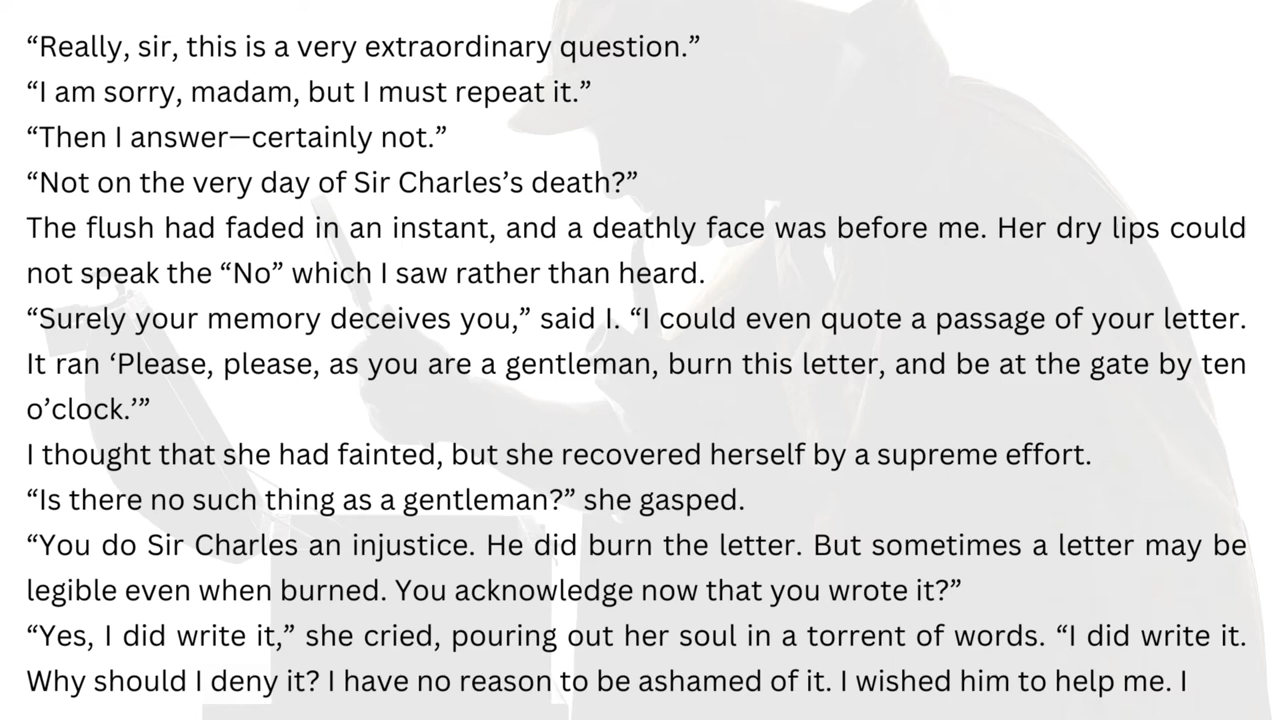 “Really, sir, this is a very extraordinary question.”
“I am sorry, madam, but I must repeat it.”
“Then I answer—certainly not.”
“Not on the very day of Sir Charles’s death?”
The flush had faded in an instant, and a deathly face was before me. Her dry lips could
not speak the “No” which I saw rather than heard.
“Surely your memory deceives you,” said I. “I could even quote a passage of your letter.
It ran ‘Please, please, as you are a gentleman, burn this letter, and be at the gate by ten
o’clock.’”
I thought that she had fainted, but she recovered herself by a supreme effort.
“Is there no such thing as a gentleman?” she gasped.
“You do Sir Charles an injustice. He did burn the letter. But sometimes a letter may be
legible even when burned. You acknowledge now that you wrote it?”
“Yes, I did write it,” she cried, pouring out her soul in a torrent of words. “I did write it.
Why should I deny it? I have no reason to be ashamed of it. I wished him to help me. I